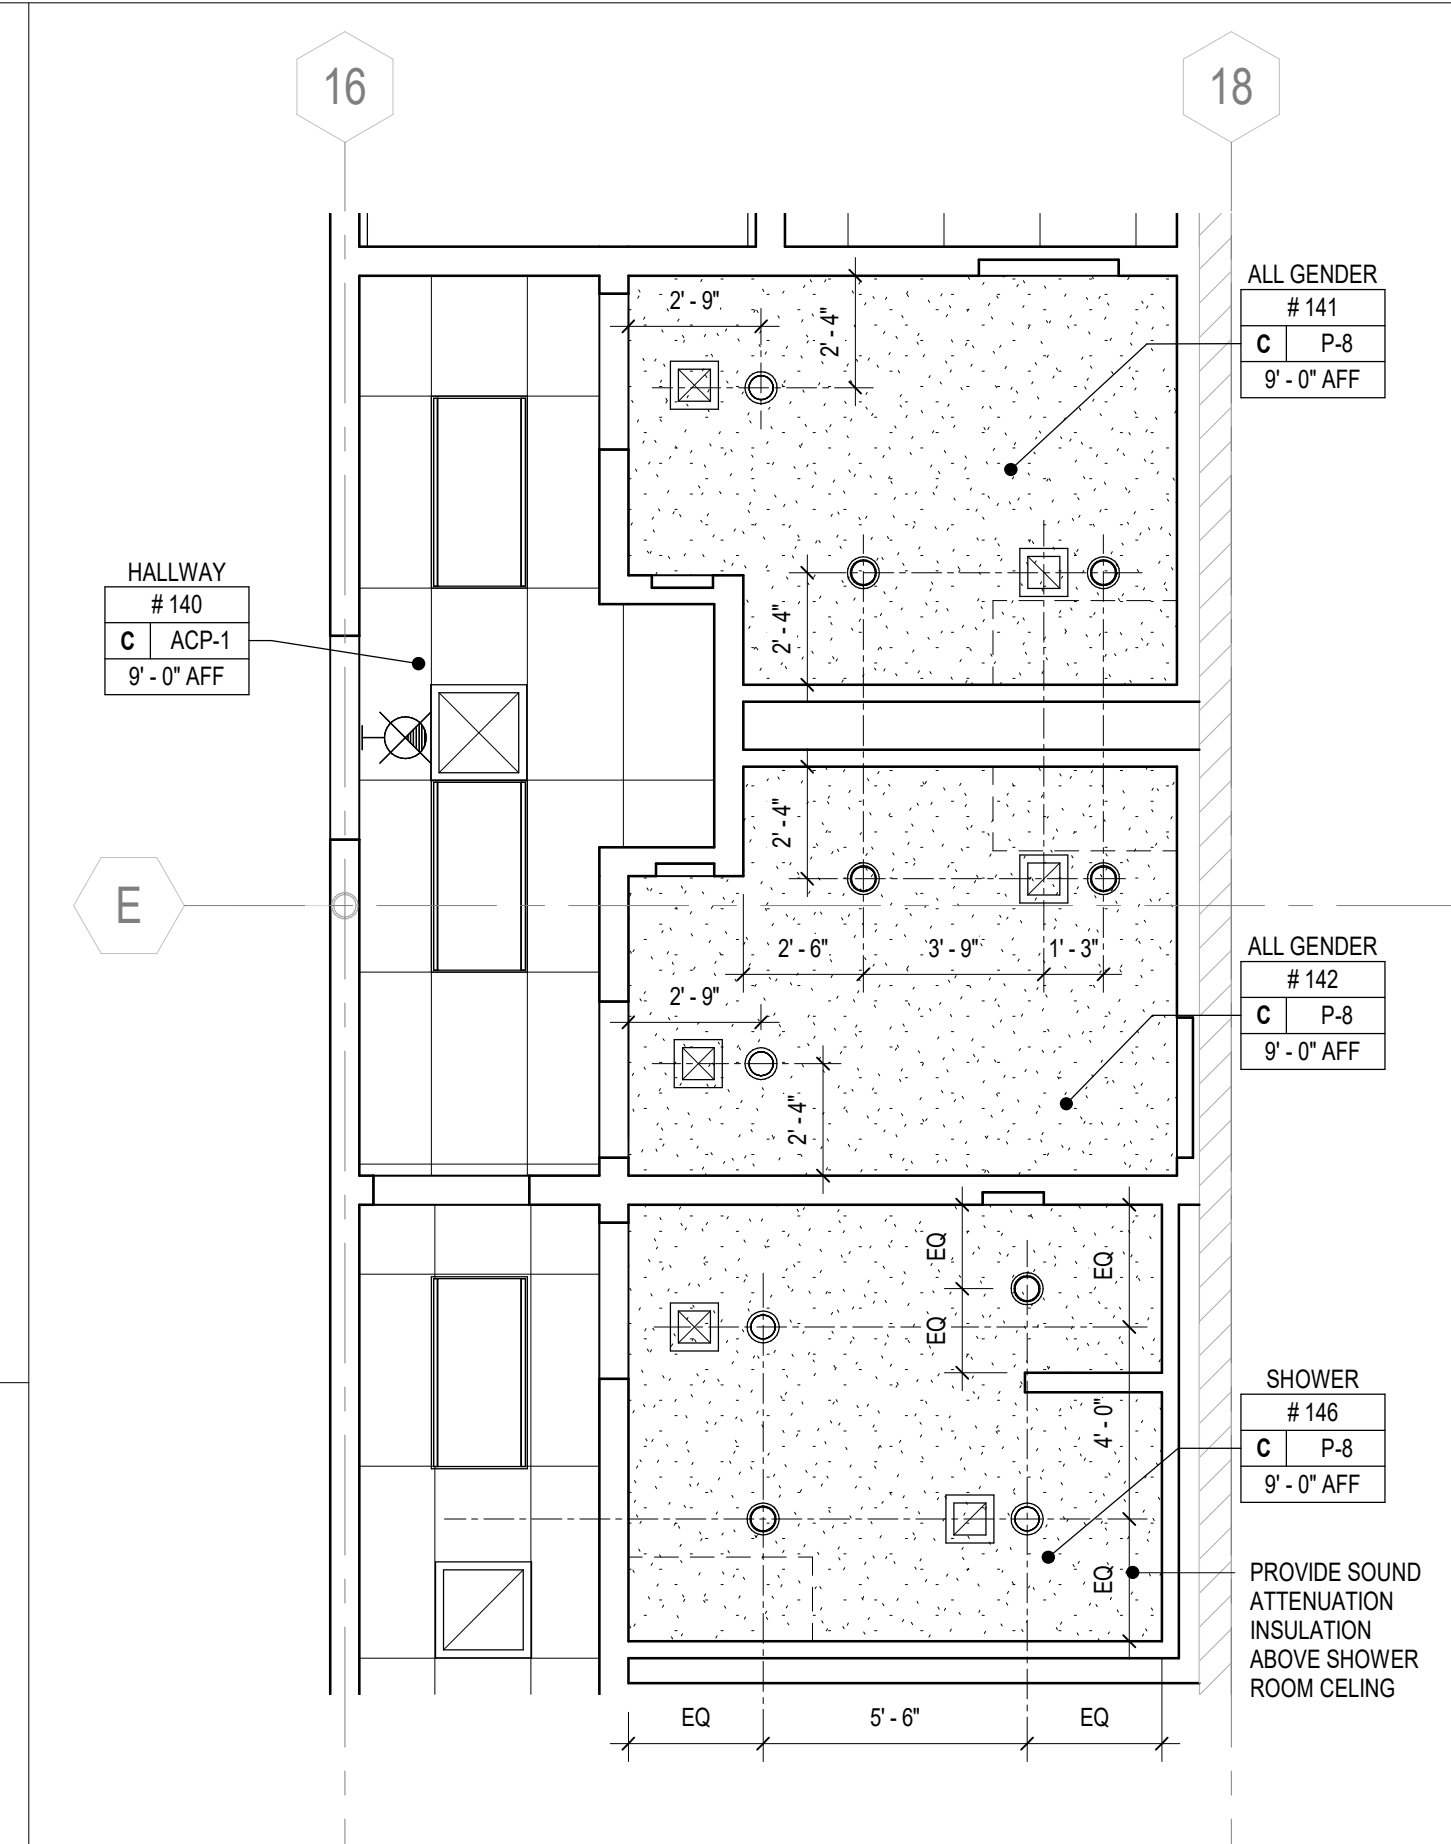 16
18
ALL GENDER
# 141
C P-8
9' - 0" AFF
2' - 9"
2' - 4"
HALLWAY
# 140
C ACP-1
9' - 0" AFF
2' - 4"
2' - 4"
E
2' - 6"
3' - 9"
1' - 3"
2' - 9"
ALL GENDER
# 142
C P-8
9' - 0" AFF
2' - 4"
EQ
EQ
EQ
SHOWER
# 146
C P-8
9' - 0" AFF
4' - 0"
EQ
PROVIDE SOUND
ATTENUATION
INSULATION
ABOVE SHOWER
ROOM CELING
EQ
5' - 6"
EQ